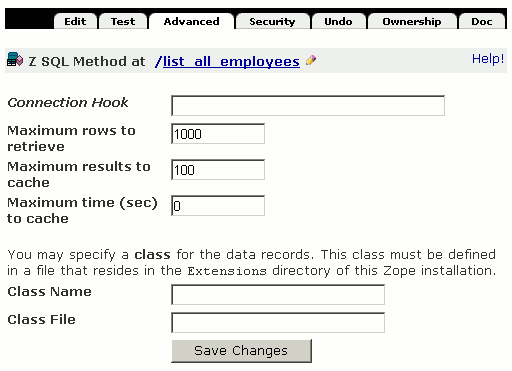 Edit Test Advanced Security Undo Ownership Doc
Z SQL Method at /list_all_employees Help!
Connection Hook
Maximum rows to
retrieve
1000
Maximum results to
cache
100
Maximum time (sec)
to cache
0
You may specify a class for the data records. This class must be defined
in a file that resides in the Extensions directory of this Zope installation.
Class Name
Class File
Save Changes